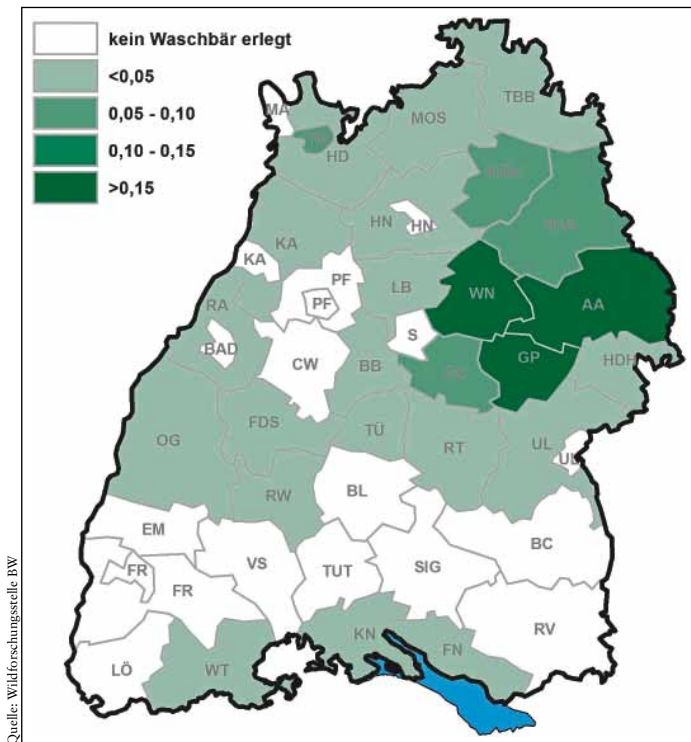 kein Waschbär erlegt
<0,05
0,05 - 0,10
0,10 - 0,15
>0,15
MA
TBB
MOS
HD
HN
HN
KA
KA
PF
PF
LB
WN
AA
RA
BAD
S
CW
BB
GP
HDH
OG
FDS
TÜ
RT
UL
UL
RW
BL
EM
VS
TUT
SIG
BC
FR
FR
KN
FN
RV
LÖ
WT
Quelle: Wildforschungsstelle BW